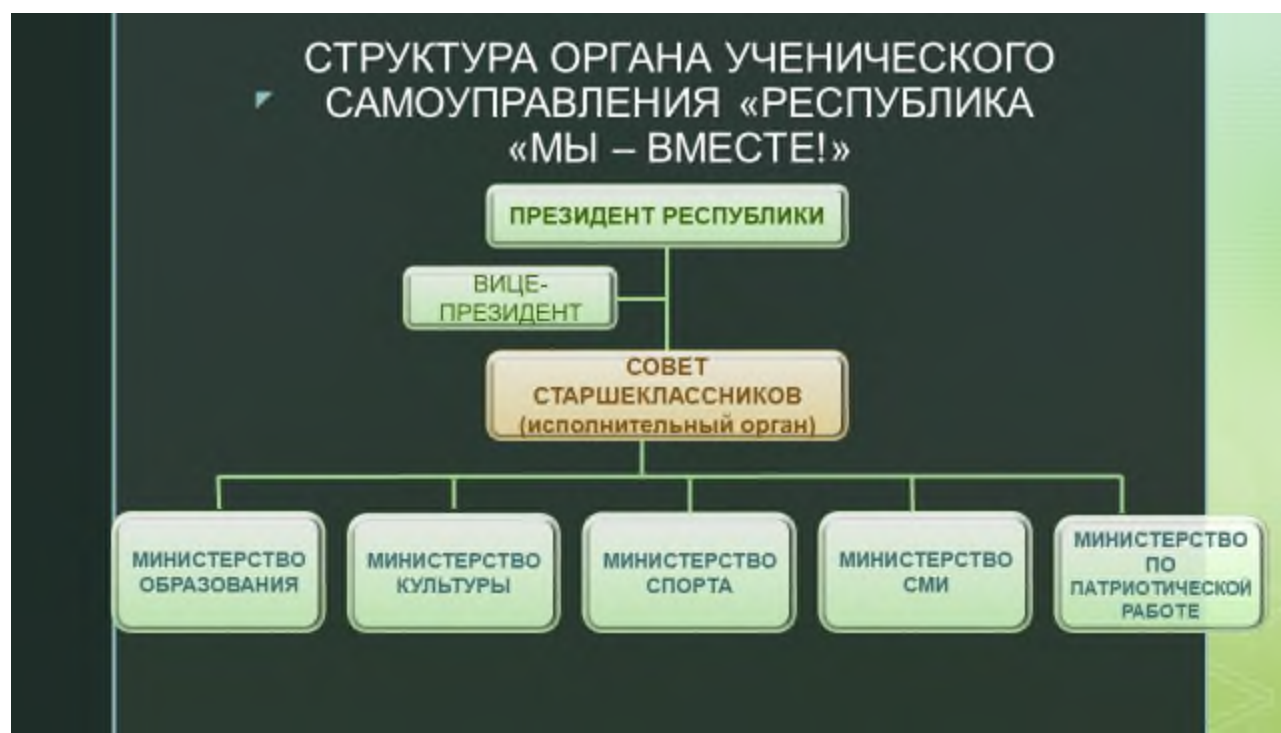 СТРУКТУРА ОРГАНА УЧЕНИЧЕСКОГО
САМОУПРАВЛЕНИЯ «РЕСПУБЛИКА
«МЫ – ВМЕСТЕ!»
ПРЕЗИДЕНТ РЕСПУБЛИКИ
ВИЦЕ-
ПРЕЗИДЕНТ
СОВЕТ
СТАРШЕКЛАССНИКОВ
(исполнительный орган)
МИНИСТЕРСТВО
ОБРАЗОВАНИЯ
МИНИСТЕРСТВО
КУЛЬТУРЫ
МИНИСТЕРСТВО
СПОРТА
МИНИСТЕРСТВО
СМИ
МИНИСТЕРСТВО
ПО
ПАТРИОТИЧЕСКОЙ
РАБОТЕ